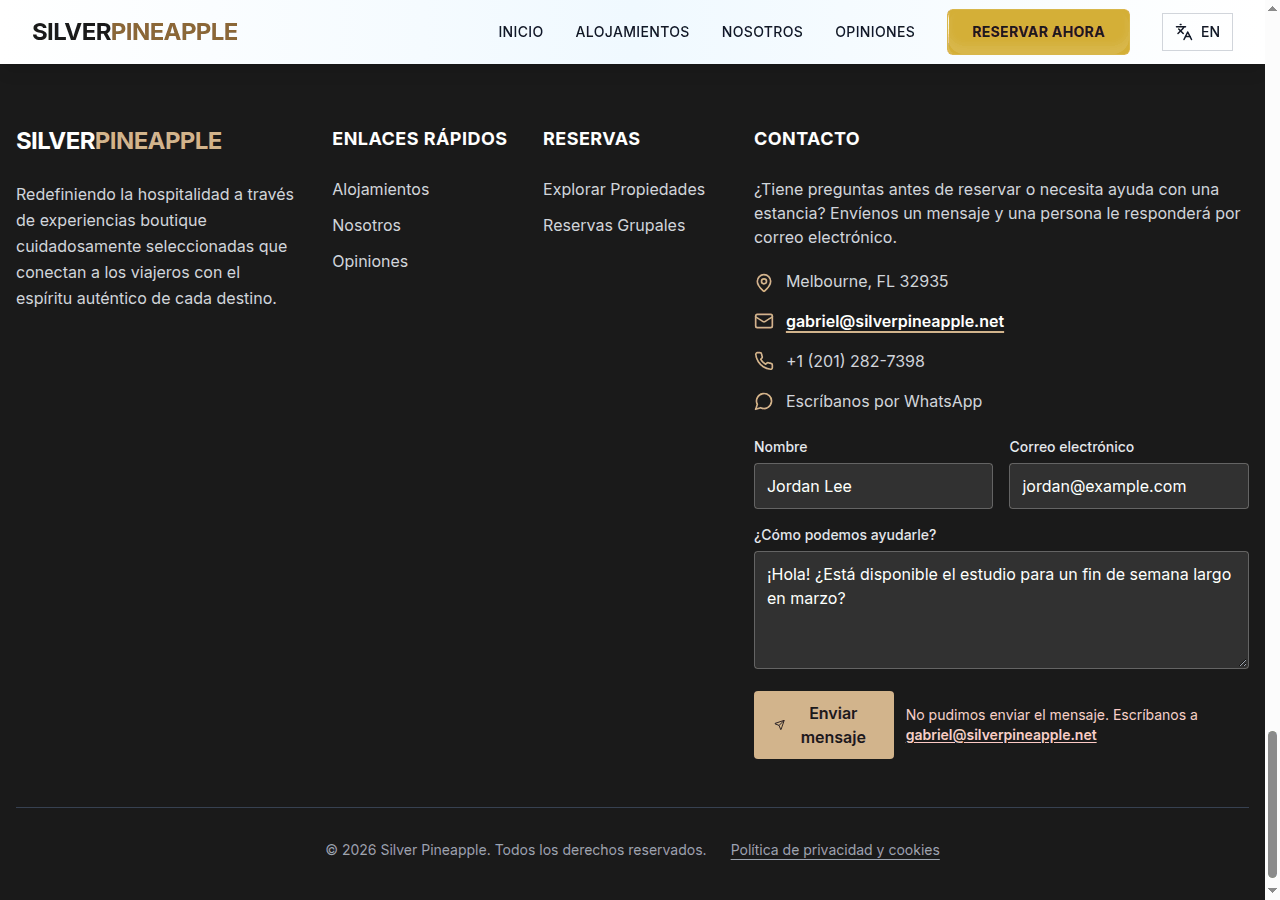 SILVERPINEAPPLE
INICIO
ALOJAMIENTOS
NOSOTROS
OPINIONES
RESERVAR AHORA
EN
SILVERPINEAPPLE
Redefiniendo la hospitalidad a través
de experiencias boutique
cuidadosamente seleccionadas que
conectan a los viajeros con el
espíritu auténtico de cada destino.
ENLACES RÁPIDOS
Alojamientos
Nosotros
Opiniones
RESERVAS
Explorar Propiedades
Reservas Grupales
CONTACTO
¿Tiene preguntas antes de reservar o necesita ayuda con una
estancia? Envíenos un mensaje y una persona le responderá por
correo electrónico.
Melbourne, FL 32935
gabriel@silverpineapple.net
+1 (201) 282-7398
Escríbanos por WhatsApp
Nombre
Jordan Lee
Correo electrónico
jordan@example.com
¿Cómo podemos ayudarle?
¡Hola! ¿Está disponible el estudio para un fin de semana largo
en marzo?
Enviar
mensaje
No pudimos enviar el mensaje. Escríbanos a
gabriel@silverpineapple.net
© 2026 Silver Pineapple. Todos los derechos reservados.
Política de privacidad y cookies